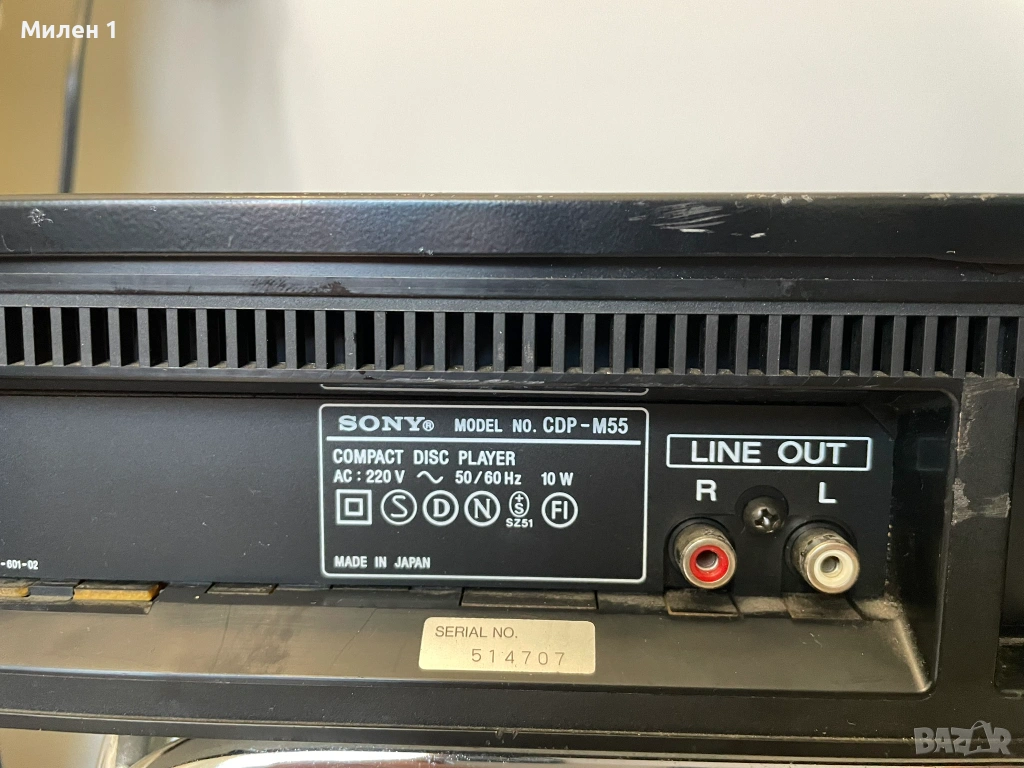 Милен 1
SONY® MODEL NO. CDP-M55
COMPACT DISC PLAYER
AC: 220 V ~ 50/60 Hz 10 W
S D N +S FI
SZ51
MADE IN JAPAN
LINE OUT
R L
-601-02
SERIAL NO.
514707
BAZAR